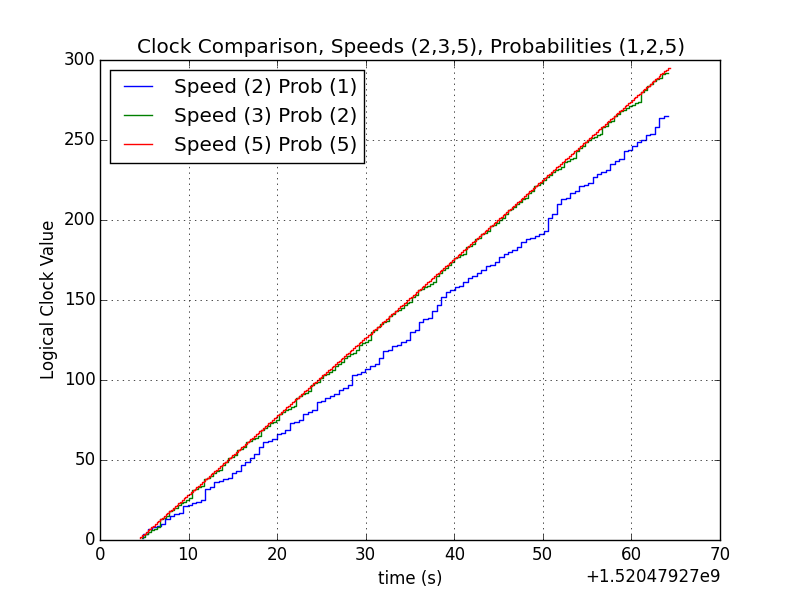 Clock Comparison, Speeds (2,3,5), Probabilities (1,2,5)
300
250
200
150
100
50
0
Logical Clock Value
Speed (2) Prob (1)
Speed (3) Prob (2)
Speed (5) Prob (5)
0 10 20 30 40 50 60 70
time (s)
+1.52047927e9